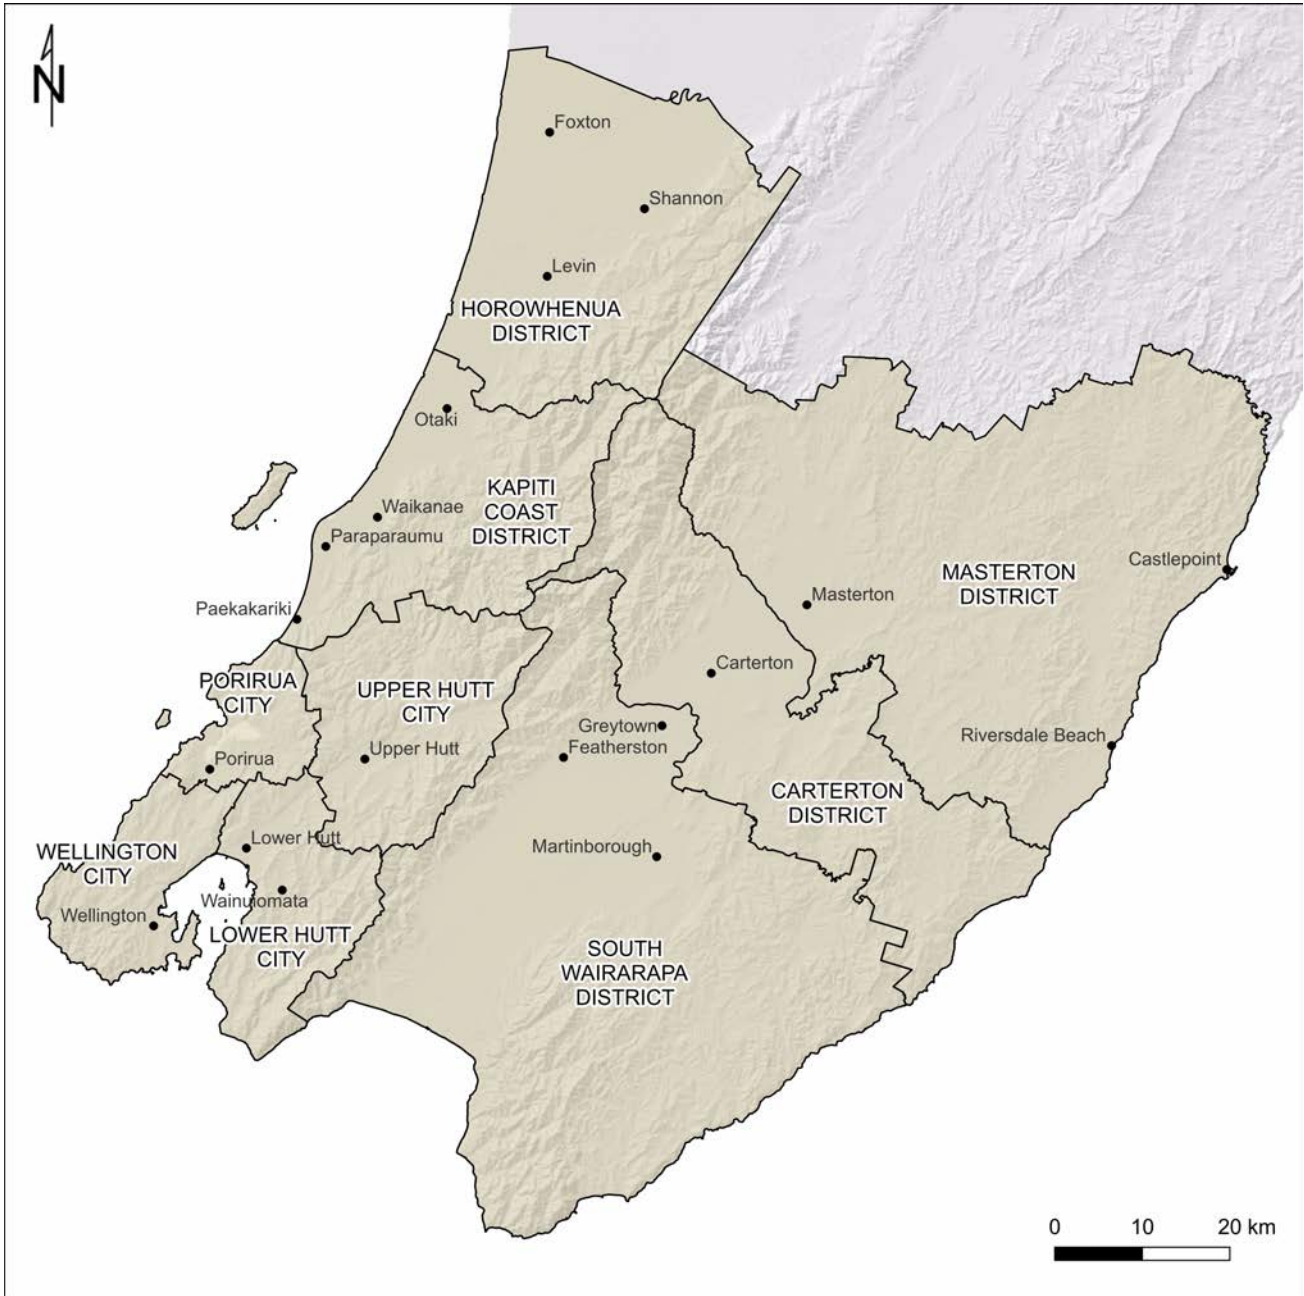 N
Foxton
Shannon
Levin
HOROWHENUA
DISTRICT
Otaki
KAPITI
COAST
DISTRICT
Waikanae
Paraparaumu
Castlepoint
MASTERTON
DISTRICT
Masterton
Paekakariki
Carterton
PORIRUA
CITY
UPPER HUTT
CITY
Greytown
Riversdale Beach
Upper Hutt
Featherston
Porirua
CARTERTON
DISTRICT
Lower Hutt
Martinborough
WELLINGTON
CITY
Wainuiomata
Wellington
LOWER HUTT
CITY
SOUTH
WAIRARAPA
DISTRICT
0 10 20 km